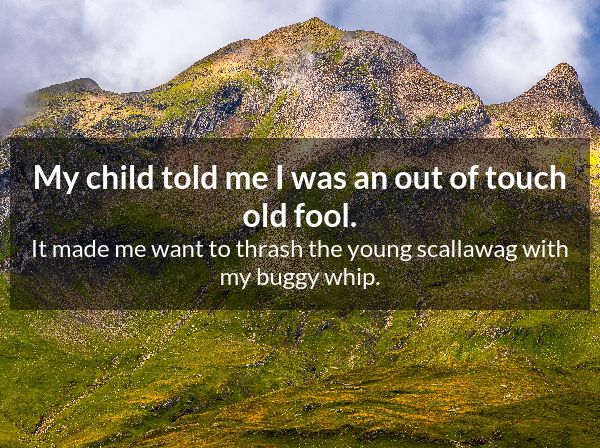 My child told me I was an out of touch
old fool.
It made me want to thrash the young scallawag with
my buggy whip.